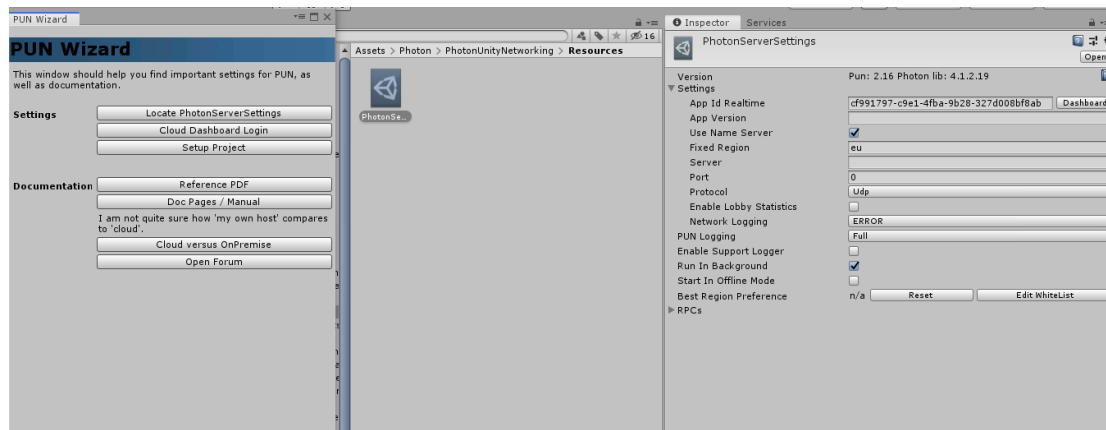 PUN Wizard
PUN Wizard
This window should help you find important settings for PUN, as
well as documentation.
Settings
Locate PhotonServerSettings
Cloud Dashboard Login
Setup Project
Documentation
Reference PDF
Doc Pages / Manual
I am not quite sure how 'my own host' compares
to 'cloud'.
Cloud versus OnPremise
Open Forum
16
Assets > Photon > PhotonUnityNetworking > Resources
PhotonSe...
Inspector Services
PhotonServerSettings
Open
Version Pun: 2.16 Photon lib: 4.1.2.19
Settings
App Id Realtime cf991797-c9e1-4fba-9b28-327d008bf8ab Dashboard
App Version
Use Name Server
Fixed Region eu
Server
Port 0
Protocol Udp
Enable Lobby Statistics
Network Logging ERROR
PUN Logging Full
Enable Support Logger
Run In Background
Start In Offline Mode
Best Region Preference n/a Reset Edit WhiteList
RPCs